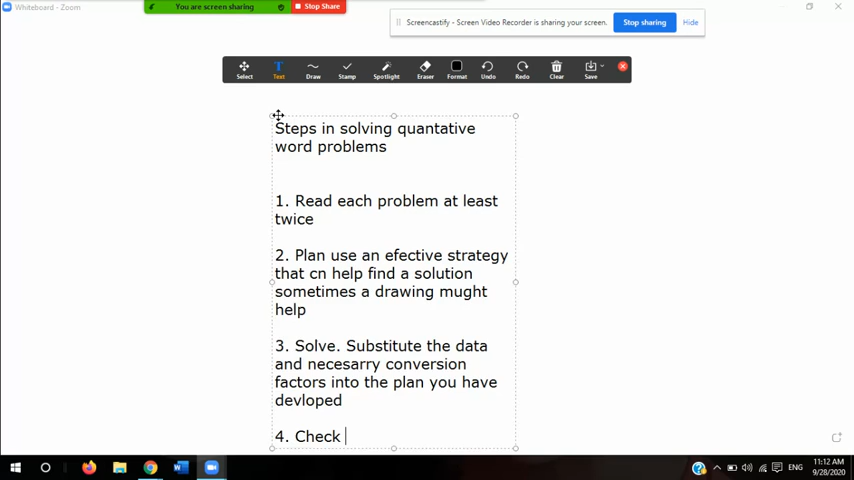 Whiteboard - Zoom
You are screen sharing
Stop Share
Screencastify - Screen Video Recorder is sharing your screen.
Stop sharing
Hide
Select
Text
Draw
Stamp
Spotlight
Eraser
Format
Undo
Redo
Clear
Save
Steps in solving quantative
word problems
1. Read each problem at least
twice
2. Plan use an efective strategy
that cn help find a solution
sometimes a drawing mught
help
3. Solve. Substitute the data
and necesarry conversion
factors into the plan you have
devloped
4. Check
ENG
11:12 AM
9/28/2020